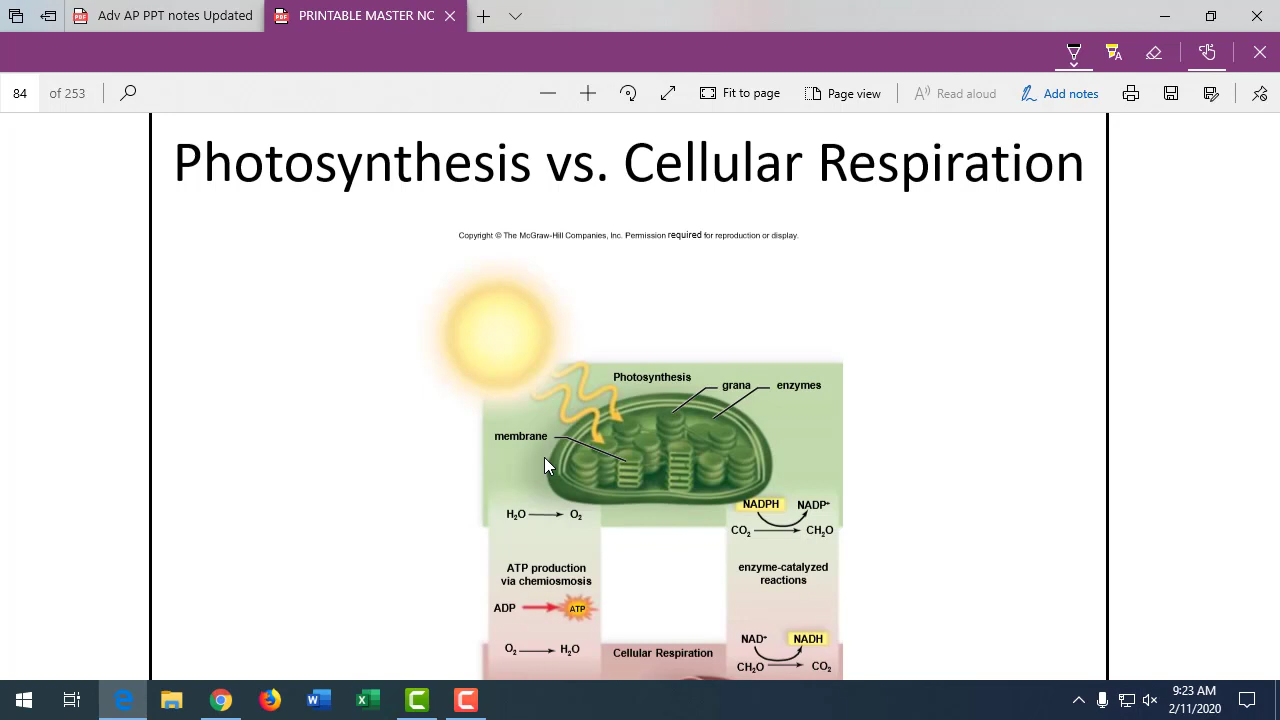 Adv AP PPT notes Updated
PRINTABLE MASTER NC
84 of 253
Fit to page
Page view
Read aloud
Add notes
Photosynthesis vs. Cellular Respiration
Copyright © The McGraw-Hill Companies, Inc. Permission required for reproduction or display.
Photosynthesis
grana
enzymes
membrane
H₂O → O₂
NADPH NADP⁺
CO₂ → CH₂O
ATP production
via chemiosmosis
enzyme-catalyzed
reactions
ADP → ATP
O₂ → H₂O
Cellular Respiration
NAD⁺ NADH
CH₂O → CO₂
9:23 AM
2/11/2020